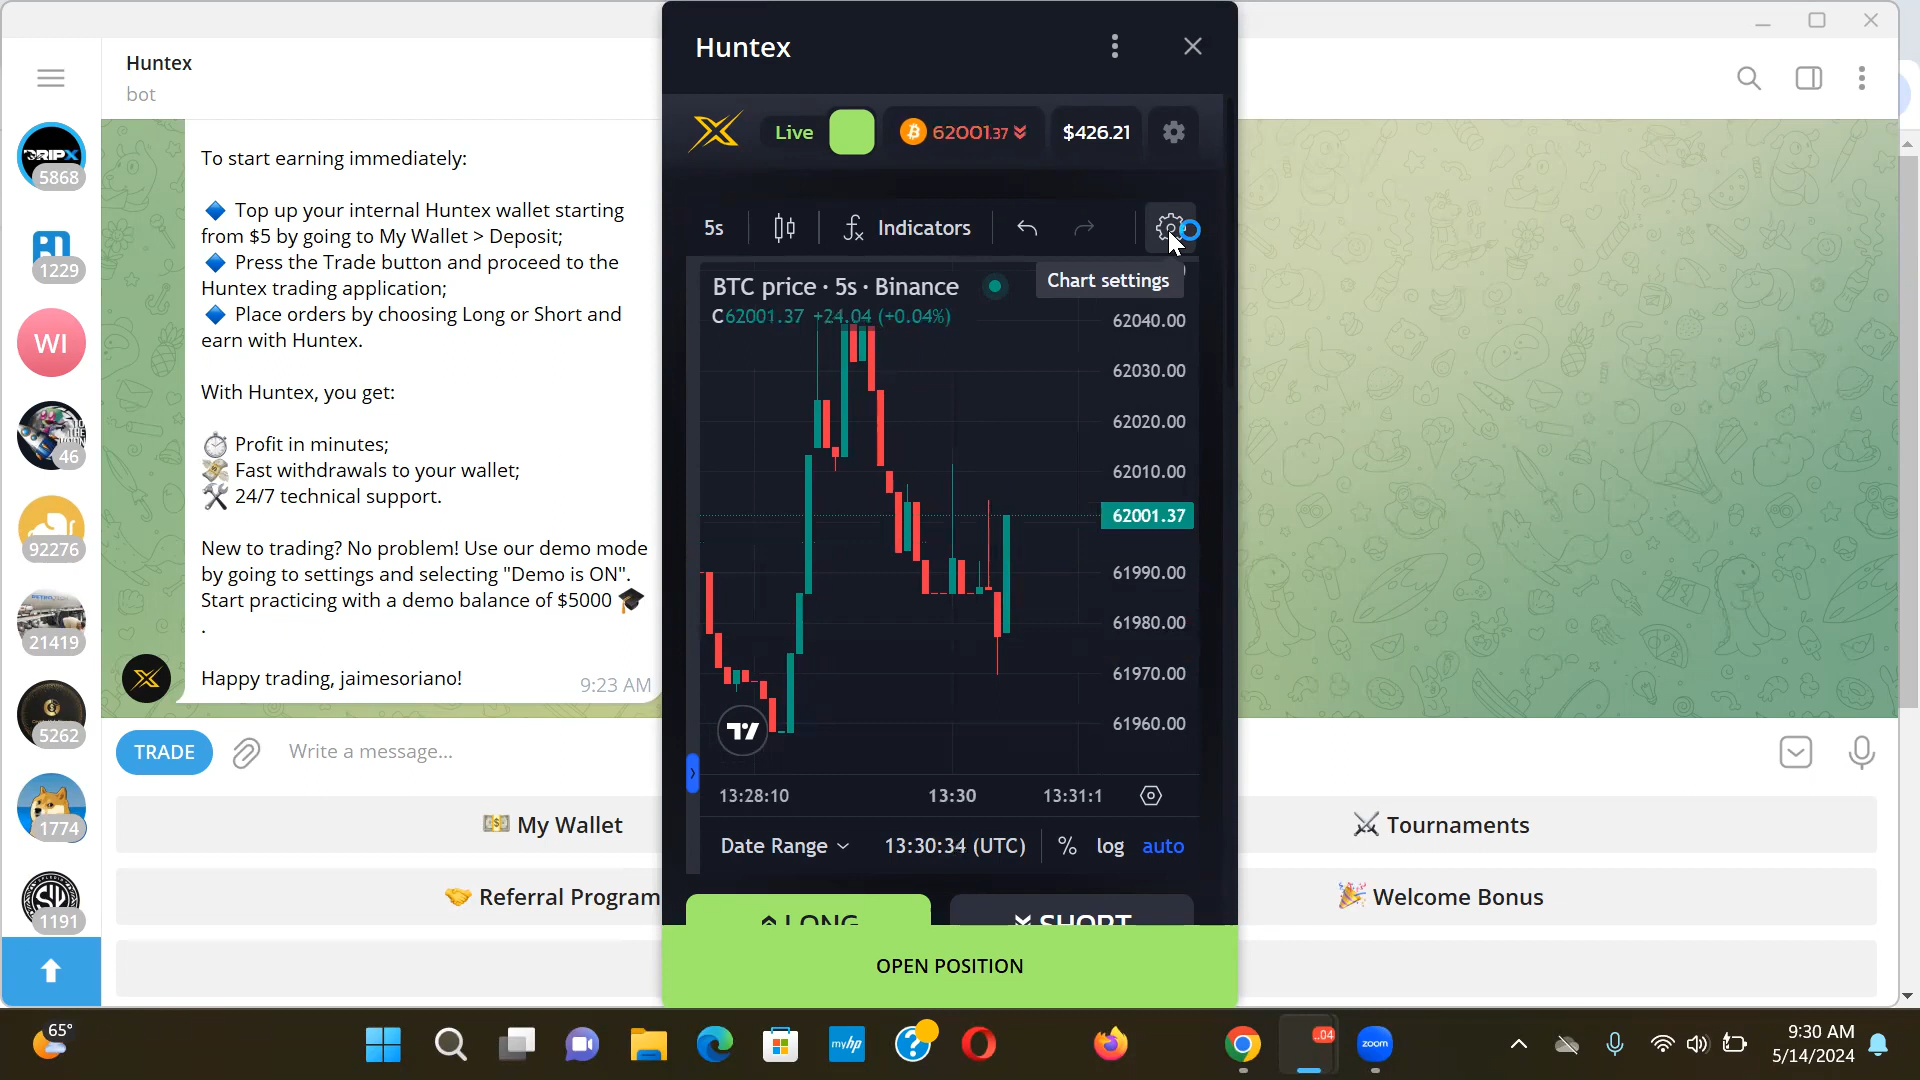 Huntex
bot
DRIPX
5868
1229
WI
46
92276
21419
5262
1774
1191
To start earning immediately:
🔷 Top up your internal Huntex wallet starting
from $5 by going to My Wallet > Deposit;
🔷 Press the Trade button and proceed to the
Huntex trading application;
🔷 Place orders by choosing Long or Short and
earn with Huntex.
With Huntex, you get:
⏱ Profit in minutes;
💸 Fast withdrawals to your wallet;
🛠 24/7 technical support.
New to trading? No problem! Use our demo mode
by going to settings and selecting "Demo is ON".
Start practicing with a demo balance of $5000 🎓
.
Happy trading, jaimesoriano!
9:23 AM
TRADE
Write a message...
💵 My Wallet
⚔ Tournaments
🤝 Referral Program
🎉 Welcome Bonus
Huntex
Live
62001.37
$426.21
5s
Indicators
Chart settings
BTC price · 5s · Binance
C62001.37 +24.04 (+0.04%)
62040.00
62030.00
62020.00
62010.00
62001.37
61990.00
61980.00
61970.00
61960.00
13:28:10
13:30
13:31:1
Date Range
13:30:34 (UTC)
%
log
auto
LONG
SHORT
OPEN POSITION
65°
myhp
.04
zoom
9:30 AM
5/14/2024